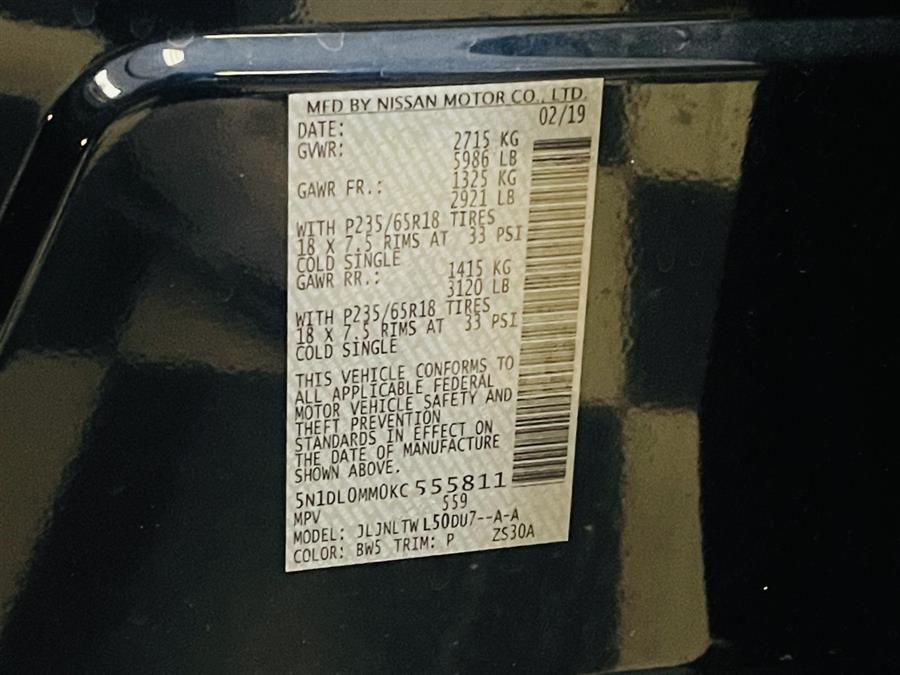 MFD BY NISSAN MOTOR CO., LTD.
DATE: 02/19
GVWR: 2715 KG
5986 LB
GAWR FR.: 1325 KG
2921 LB
WITH P235/65R18 TIRES
18 X 7.5 RIMS AT 33 PSI
COLD SINGLE
GAWR RR.: 1415 KG
3120 LB
WITH P235/65R18 TIRES
18 X 7.5 RIMS AT 33 PSI
COLD SINGLE
THIS VEHICLE CONFORMS TO
ALL APPLICABLE FEDERAL
MOTOR VEHICLE SAFETY AND
THEFT PREVENTION
STANDARDS IN EFFECT ON
THE DATE OF MANUFACTURE
SHOWN ABOVE.
5N1DL0MM0KC555811
MPV 559
MODEL: JLJNLTWL50DU7--A-A
COLOR: BW5 TRIM: P ZS30A